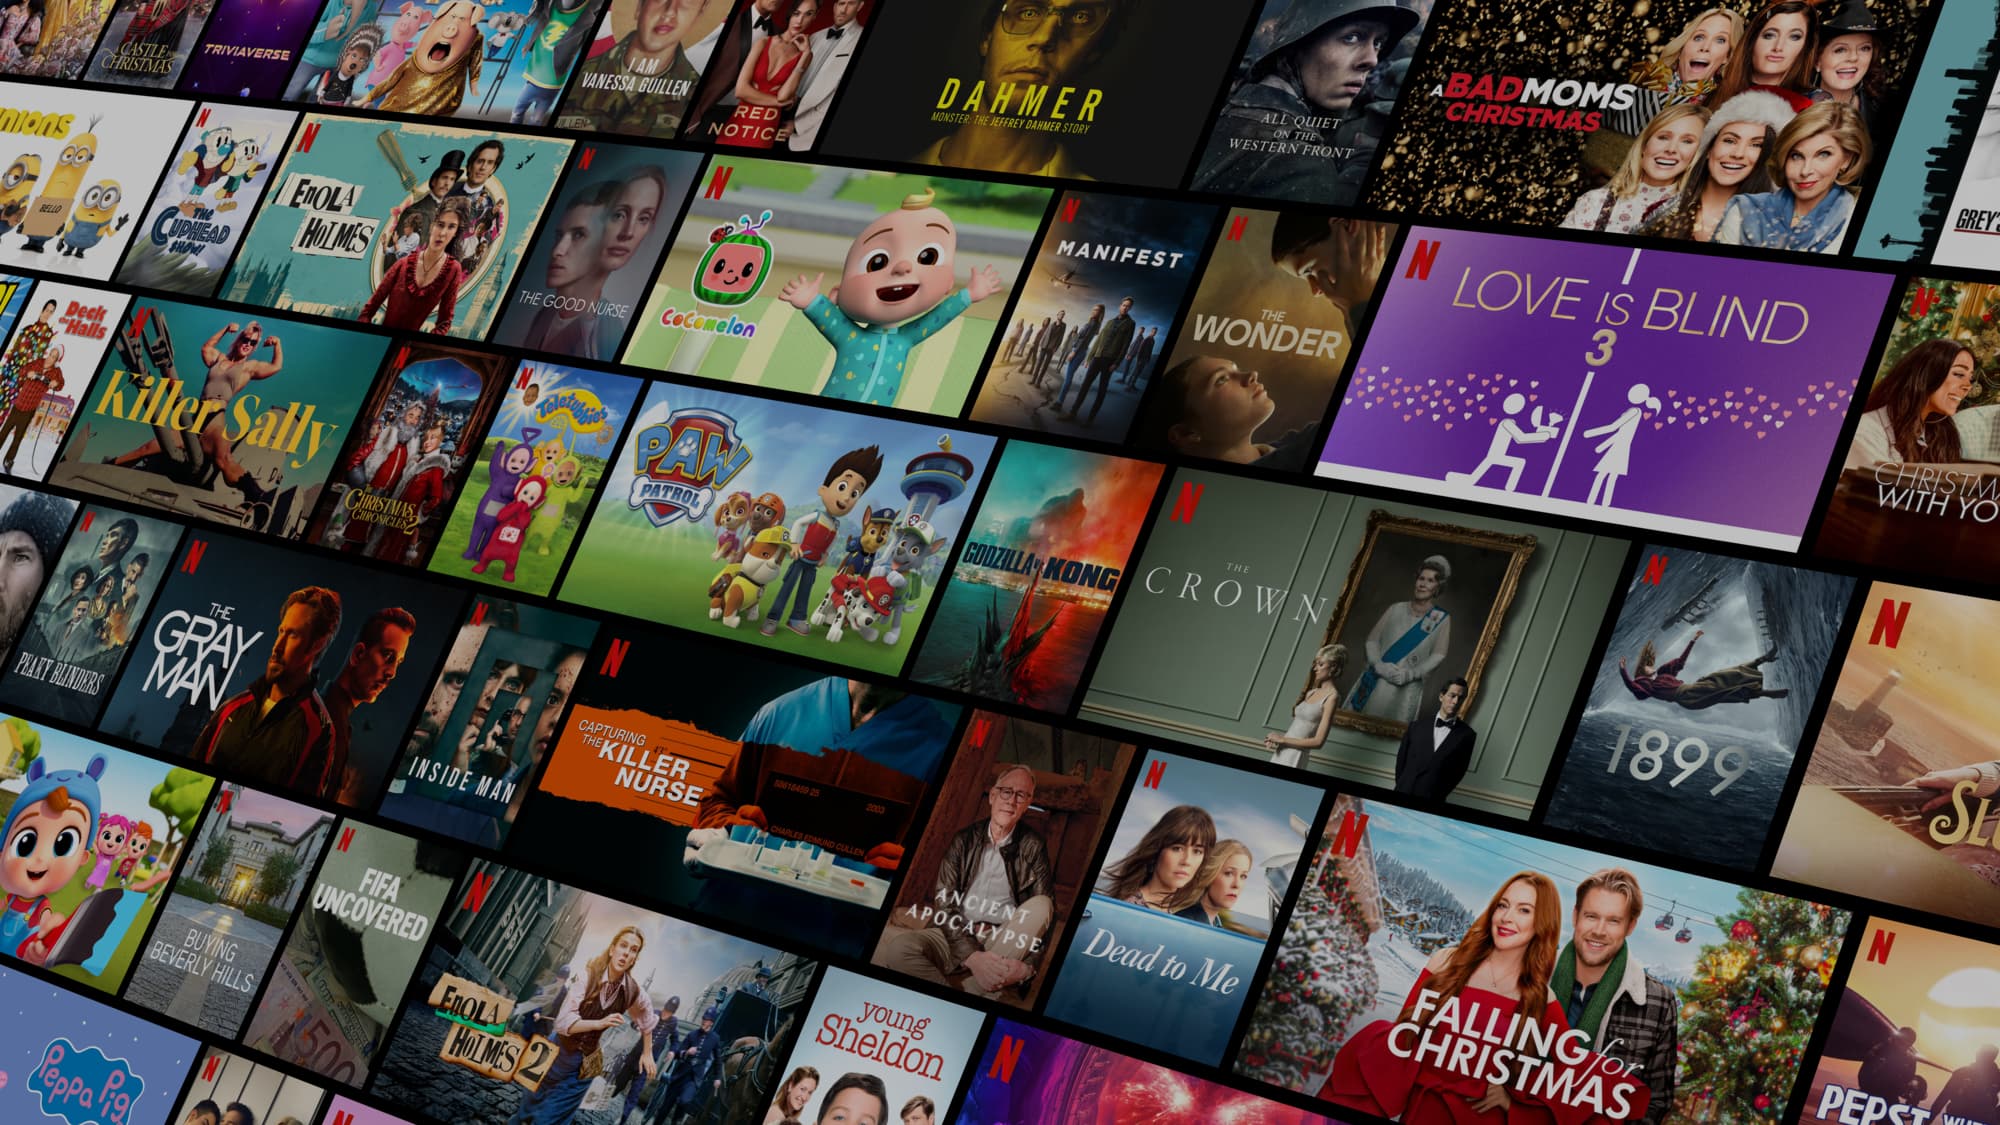 CASTLE
CHRISTMAS
TRIVIAVERSE
I AM
VANESSA GUILLEN
RED
NOTICE
DAHMER
MONSTER: THE JEFFREY DAHMER STORY
ALL QUIET
ON THE
WESTERN FRONT
A BAD MOMS
CHRISTMAS
GREY'S
BELLO
THE
CUPHEAD
SHOW!
ENOLA
HOLMES
THE GOOD NURSE
CoComelon
MANIFEST
THE
WONDER
LOVE IS BLIND
3
Deck
the Halls
Killer Sally
THE
CHRISTMAS
CHRONICLES 2
Teletubbies
PAW
PATROL
GODZILLA VS KONG
THE
CROWN
1899
WITH YO
PEAKY BLINDERS
THE
GRAY
MAN
INSIDE MAN
CAPTURING
THE KILLER
NURSE
50618459 25
2003
CHARLES EDMUND CULLEN
ANCIENT
APOCALYPSE
Dead to Me
FALLING for
CHRISTMAS
BUYING
BEVERLY HILLS
FIFA
UNCOVERED
500
ENOLA
HOLMES 2
young
Sheldon
Peppa Pig
PEPSI